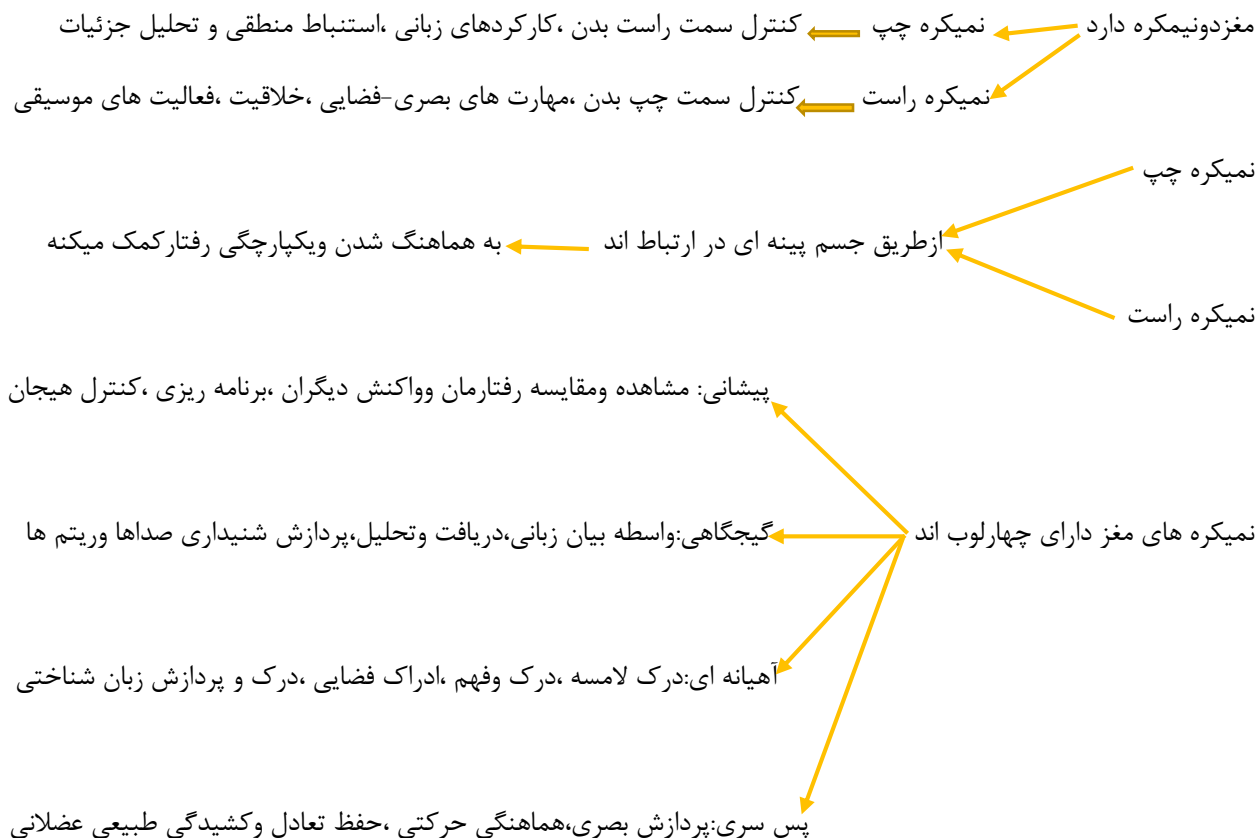 مغزدونیمکره دارد نمیکره چپ کنترل سمت راست بدن ،کارکردهای زبانی ،استنباط منطقی و تحلیل جزئیات
نمیکره راست کنترل سمت چپ بدن ،مهارت های بصری-فضایی ،خلاقیت ،فعالیت های موسیقی
نمیکره چپ
ازطریق جسم پینه ای در ارتباط اند به هماهنگ شدن ویکپارچگی رفتارکمک میکنه
نمیکره راست
پیشانی: مشاهده ومقایسه رفتارمان وواکنش دیگران ،برنامه ریزی ،کنترل هیجان
نمیکره های مغز دارای چهارلوب اند گیجگاهی:واسطه بیان زبانی،دریافت وتحلیل،پردازش شنیداری صداها وریتم ها
آهیانه ای:درک لامسه ،درک وفهم ،ادراک فضایی ،درک و پردازش زبان شناختی
پس سری:پردازش بصری،هماهنگی حرکتی ،حفظ تعادل وکشیدگی طبیعی عضلانی